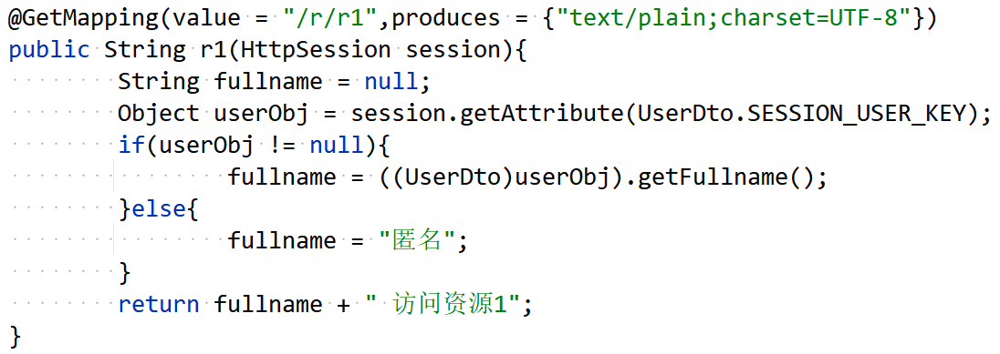 @GetMapping(value = "/r/r1",produces = {"text/plain;charset=UTF-8"})
public String r1(HttpSession session){
        String fullname = null;
        Object userObj = session.getAttribute(UserDto.SESSION_USER_KEY);
        if(userObj != null){
                fullname = ((UserDto)userObj).getFullname();
        }else{
                fullname = "匿名";
        }
        return fullname + " 访问资源1";
}